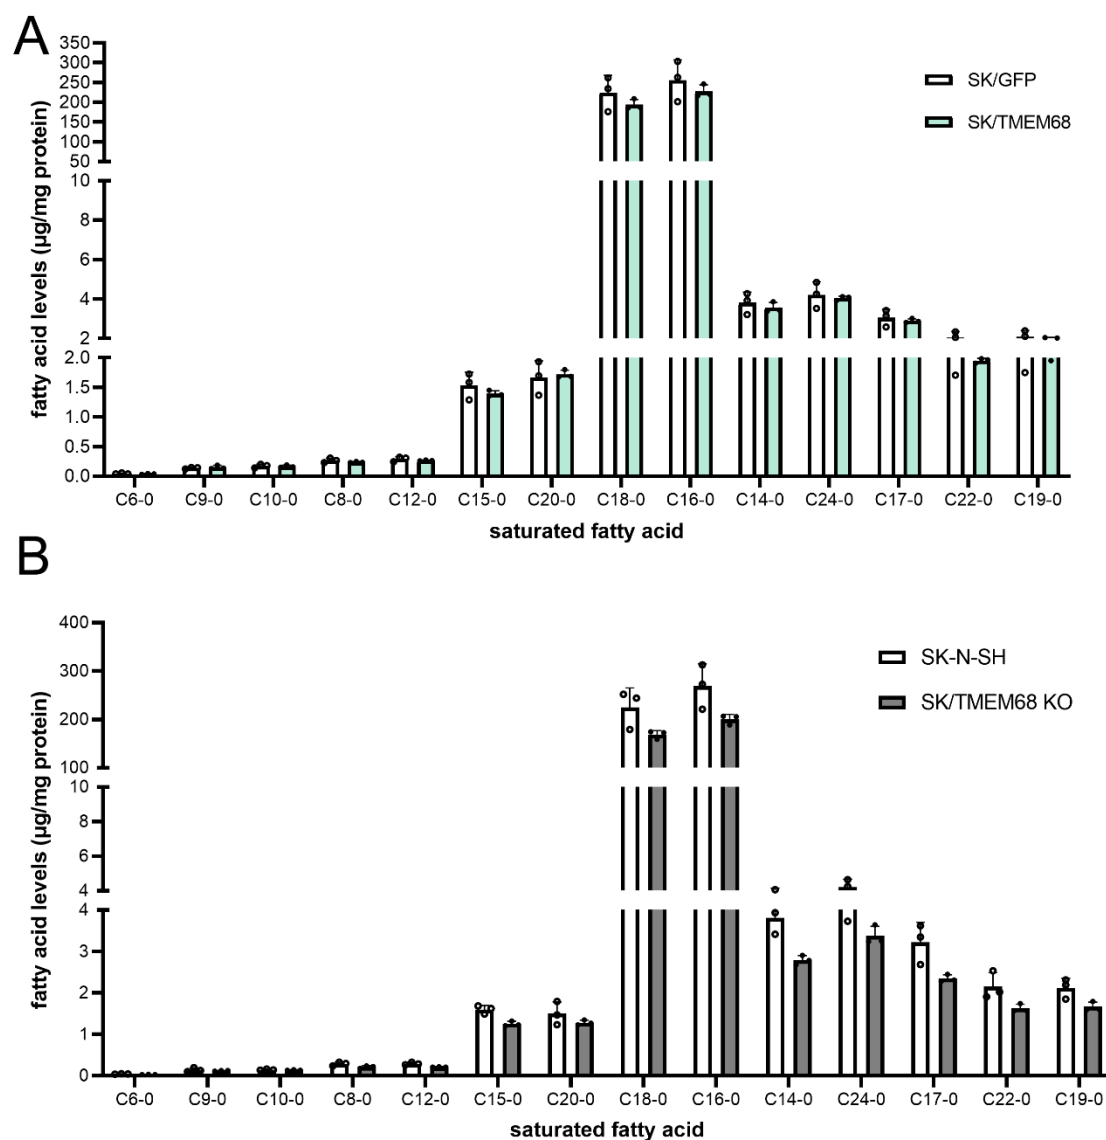 A
fatty acid levels (µg/mg protein)
350
300
250
200
150
100
50
10
8
6
4
2
2.0
1.5
1.0
0.5
0.0
SK/GFP
SK/TMEM68
C6-0 C9-0 C10-0 C8-0 C12-0 C15-0 C20-0 C18-0 C16-0 C14-0 C24-0 C17-0 C22-0 C19-0
saturated fatty acid
B
fatty acid levels (µg/mg protein)
400
300
200
100
10
8
6
4
4
3
2
1
0
SK-N-SH
SK/TMEM68 KO
C6-0 C9-0 C10-0 C8-0 C12-0 C15-0 C20-0 C18-0 C16-0 C14-0 C24-0 C17-0 C22-0 C19-0
saturated fatty acid